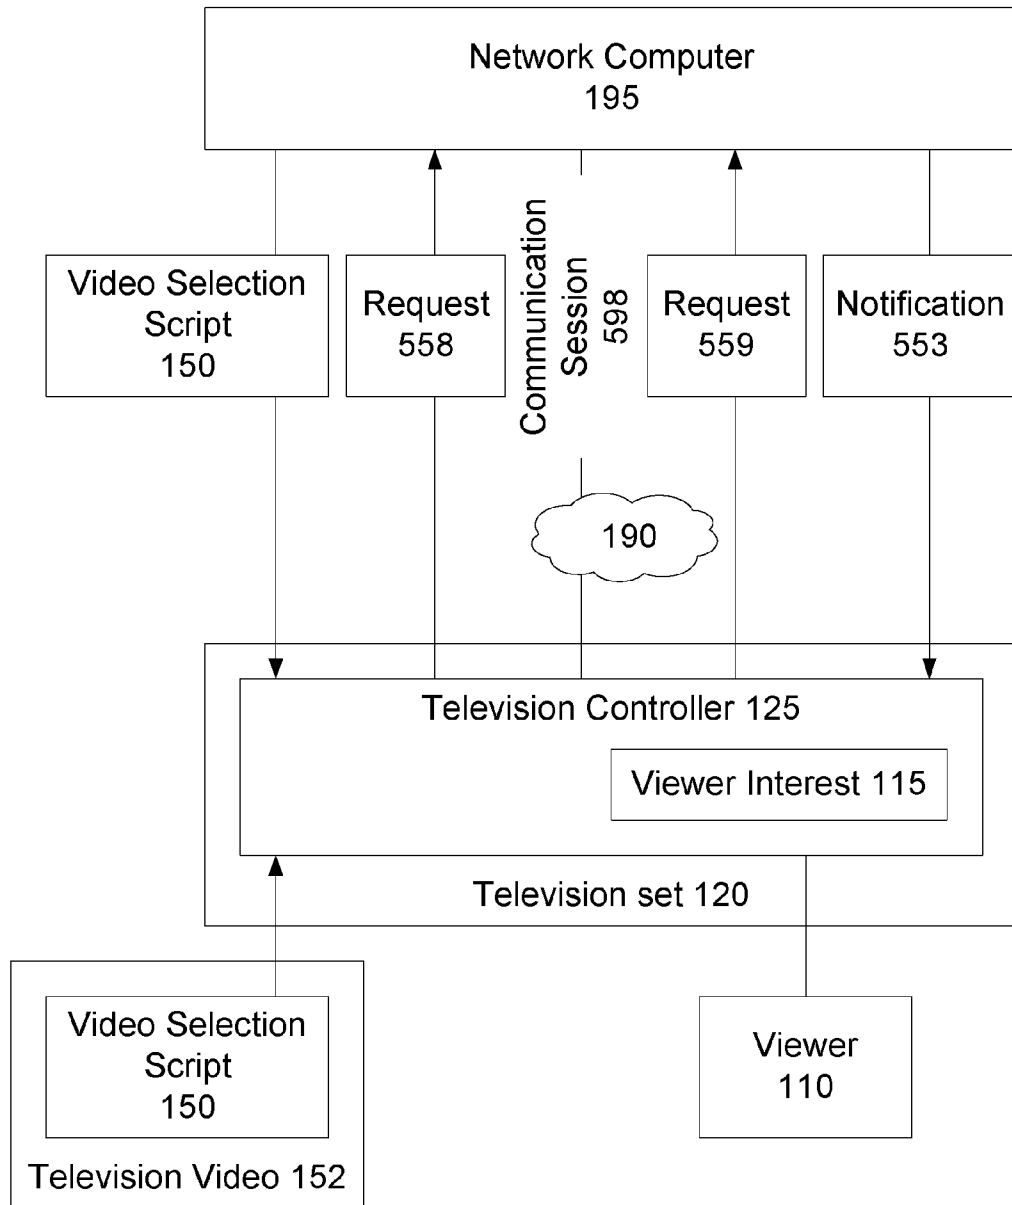 Network Computer
195
Video Selection
Script
150
Request
558
Communication
Session
598
Request
559
Notification
553
190
Television Controller 125
Viewer Interest 115
Television set 120
Video Selection
Script
150
Television Video 152
Viewer
110